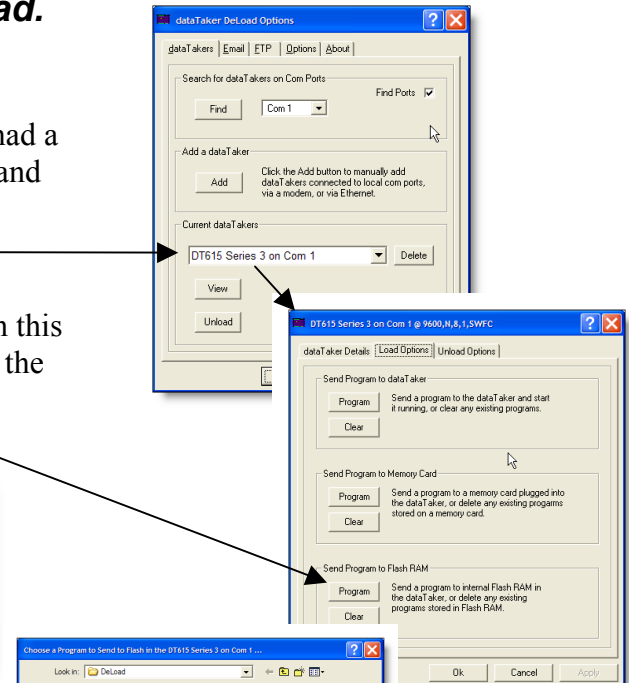 ad.
had a
and
n this
the
dataTaker DeLoad Options
dataTakers Email FTP Options About
Search for dataTakers on Com Ports
Find Ports
Find Com 1
Add a dataTaker
Add
Click the Add button to manually add
dataTakers connected to local com ports,
via a modem, or via Ethernet.
Current dataTakers
DT615 Series 3 on Com 1 Delete
View
Unload
DT615 Series 3 on Com 1 @ 9600,N,8,1,SWFC
dataTaker Details Load Options Unload Options
Send Program to dataTaker
Program
Send a program to the dataTaker and start
it running, or clear any existing programs.
Clear
Send Program to Memory Card
Program
Send a program to a memory card plugged into
the dataTaker, or delete any existing progarms
stored on a memory card.
Clear
Send Program to Flash RAM
Program
Send a program to internal Flash RAM in
the dataTaker, or delete any existing
programs stored in Flash RAM.
Clear
Ok Cancel Apply
Choose a Program to Send to Flash in the DT615 Series 3 on Com 1 ...
Look in: DeLoad